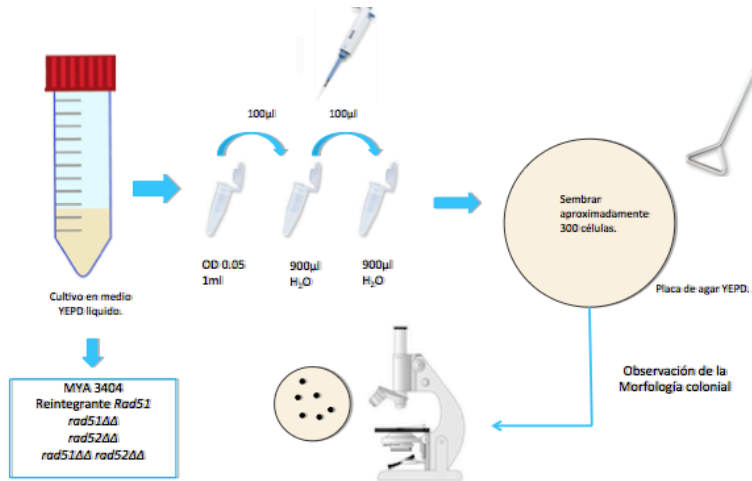 100µl
100µl
OD 0.05
1ml
900µl
H₂O
900µl
H₂O
Sembrar
aproximadamente
300 células.
Placa de agar YEPD.
Cultivo en medio
YEPD líquido.
MYA 3404
Reintegrante Rad51
rad51ΔΔ
rad52ΔΔ
rad51ΔΔ rad52ΔΔ
Observación de la
Morfología colonial